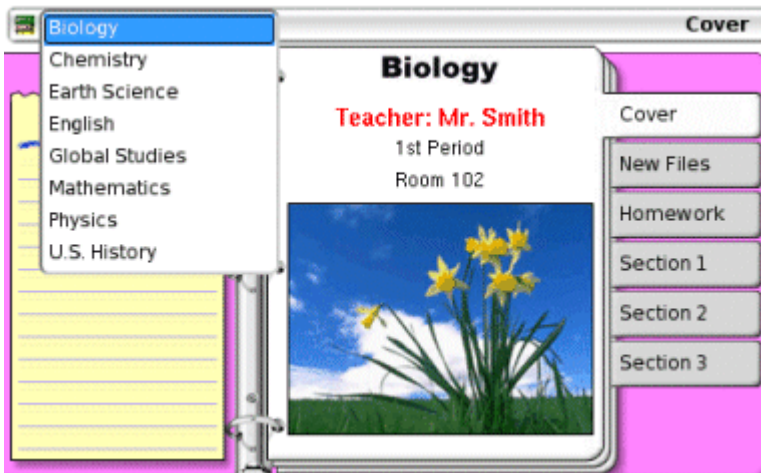 Biology
Chemistry
Earth Science
English
Global Studies
Mathematics
Physics
U.S. History
Cover
Biology
Teacher: Mr. Smith
1st Period
Room 102
Cover
New Files
Homework
Section 1
Section 2
Section 3